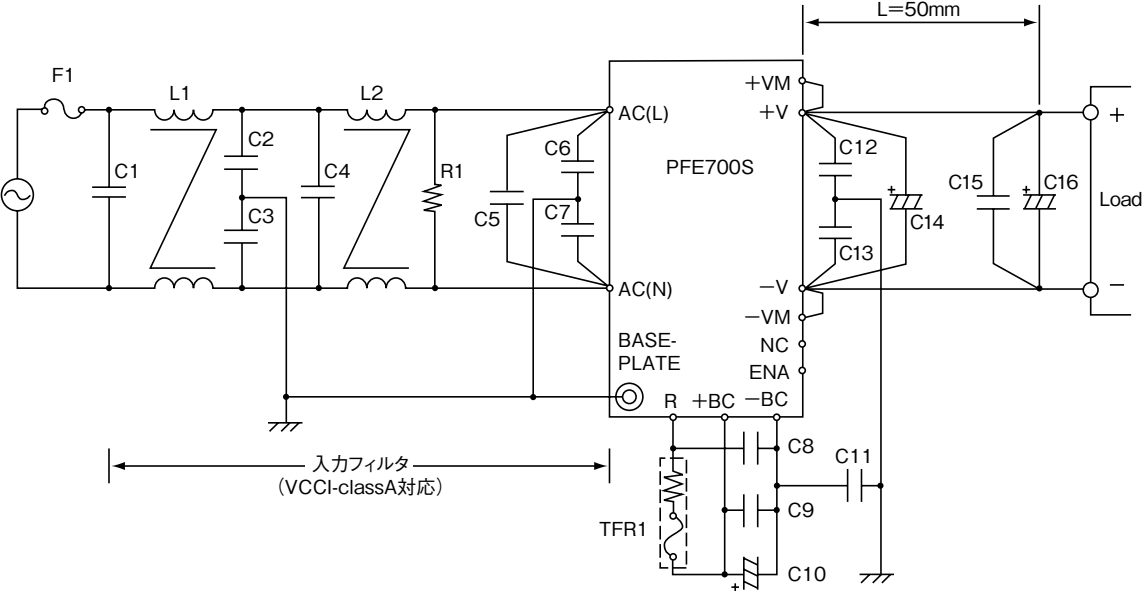 L=50mm
F1
L1
L2
+VM
+V
AC(L)
PFE700S
C1
C2
C3
C4
R1
C5
C6
C7
C12
C13
C14
C15
C16
+
Load
−
AC(N)
−V
−VM
NC
ENA
BASE-
PLATE
R
+BC
−BC
入力フィルタ
(VCCI-classA対応)
C8
C11
C9
TFR1
C10
+
+
+